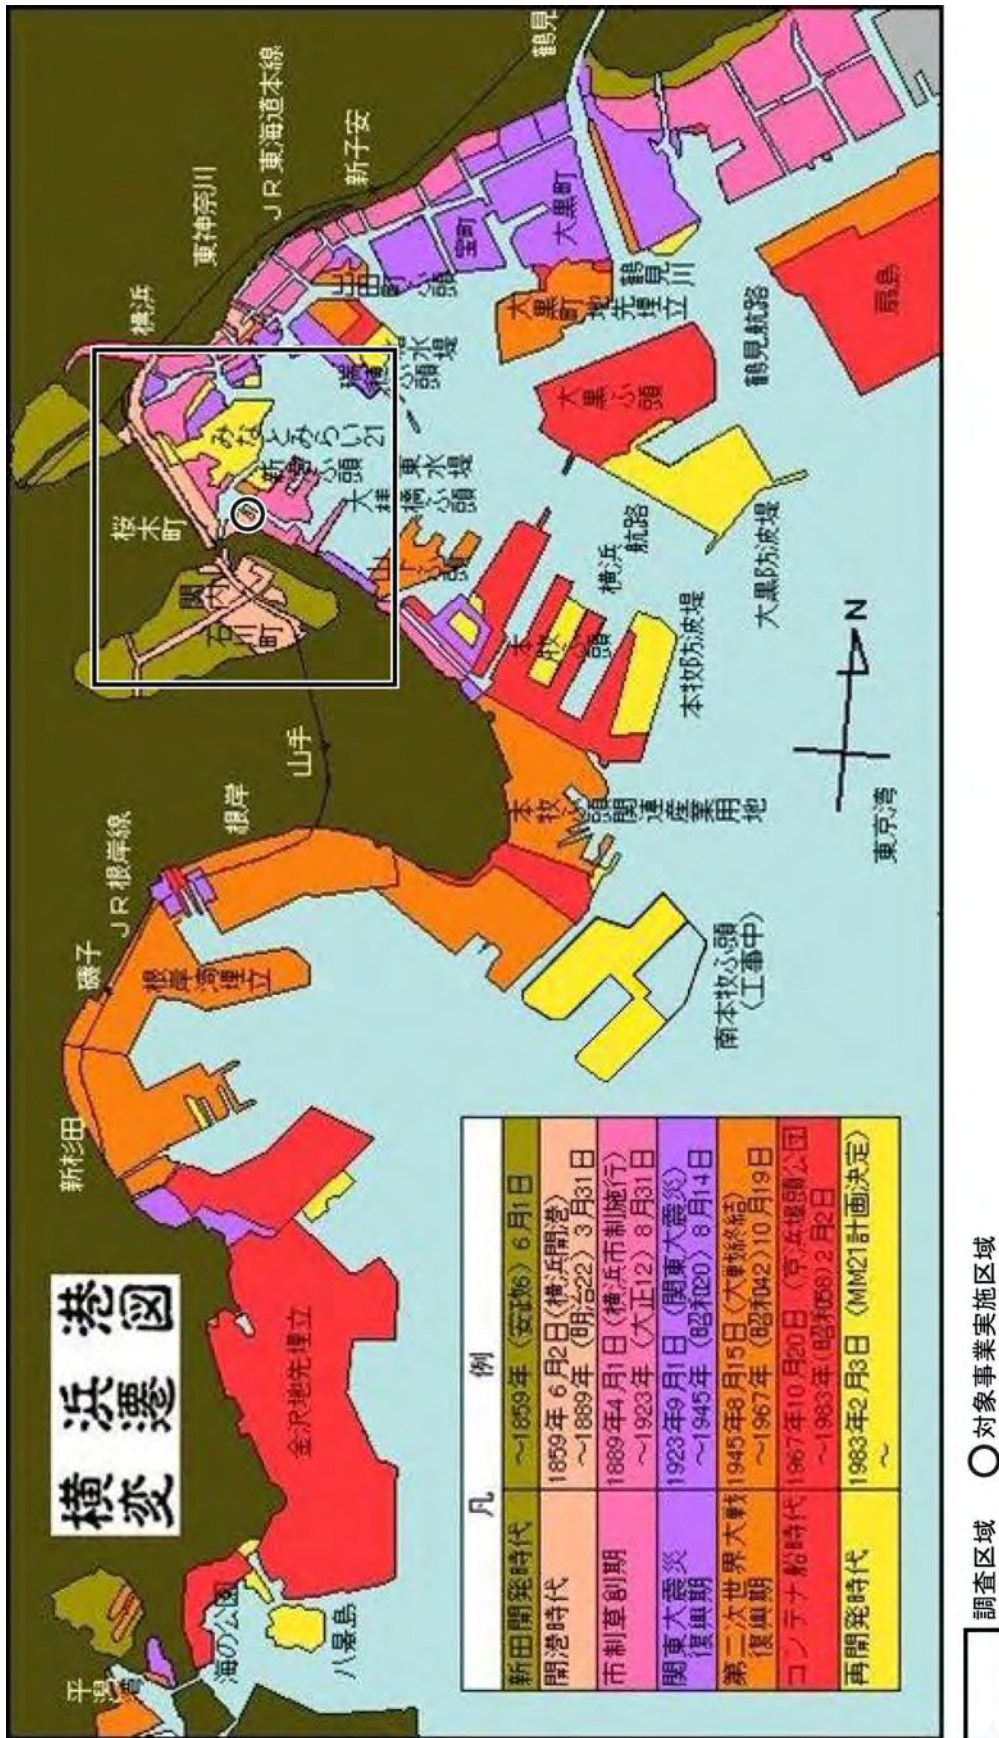 横浜港
変遷図
鶴見
JR東海道本線
新子安
東神奈川
横浜
宝町
大黒町
出田町ふ頭
鶴見川
大黒町地先埋立
扇島
鶴見航路
瑞穂ふ頭
大黒ふ頭
みなとみらい21
新港ふ頭
東水堤
大桟橋ふ頭
桜木町
関内
石川町
山下ふ頭
横浜
航路
大黒防波堤
本牧ふ頭
本牧防波堤
山手
根岸
JR根岸線
磯子
根岸湾埋立
本牧ふ頭関連産業用地
東京湾
N
南本牧ふ頭
(工事中)
新杉田
金沢地先埋立
海の公園
八景島
平潟湾
凡 例
新田開発時代 ~1859年(安政6)6月1日
開港時代 1859年6月2日(横浜開港)
~1889年(明治22)3月31日
市制草創期 1889年4月1日(横浜市制施行)
~1923年(大正12)8月31日
関東大震災
復興期 1923年9月1日(関東大震災)
~1945年(昭和20)8月14日
第二次世界大戦
復興期 1945年8月15日(大戦終結)
~1967年(昭和42)10月19日
コンテナ船時代 1967年10月20日(京浜埠頭公団
~1983年(昭和58)2月2日
再開発時代 1983年2月3日(MM21計画決定)
~
調査区域
対象事業実施区域